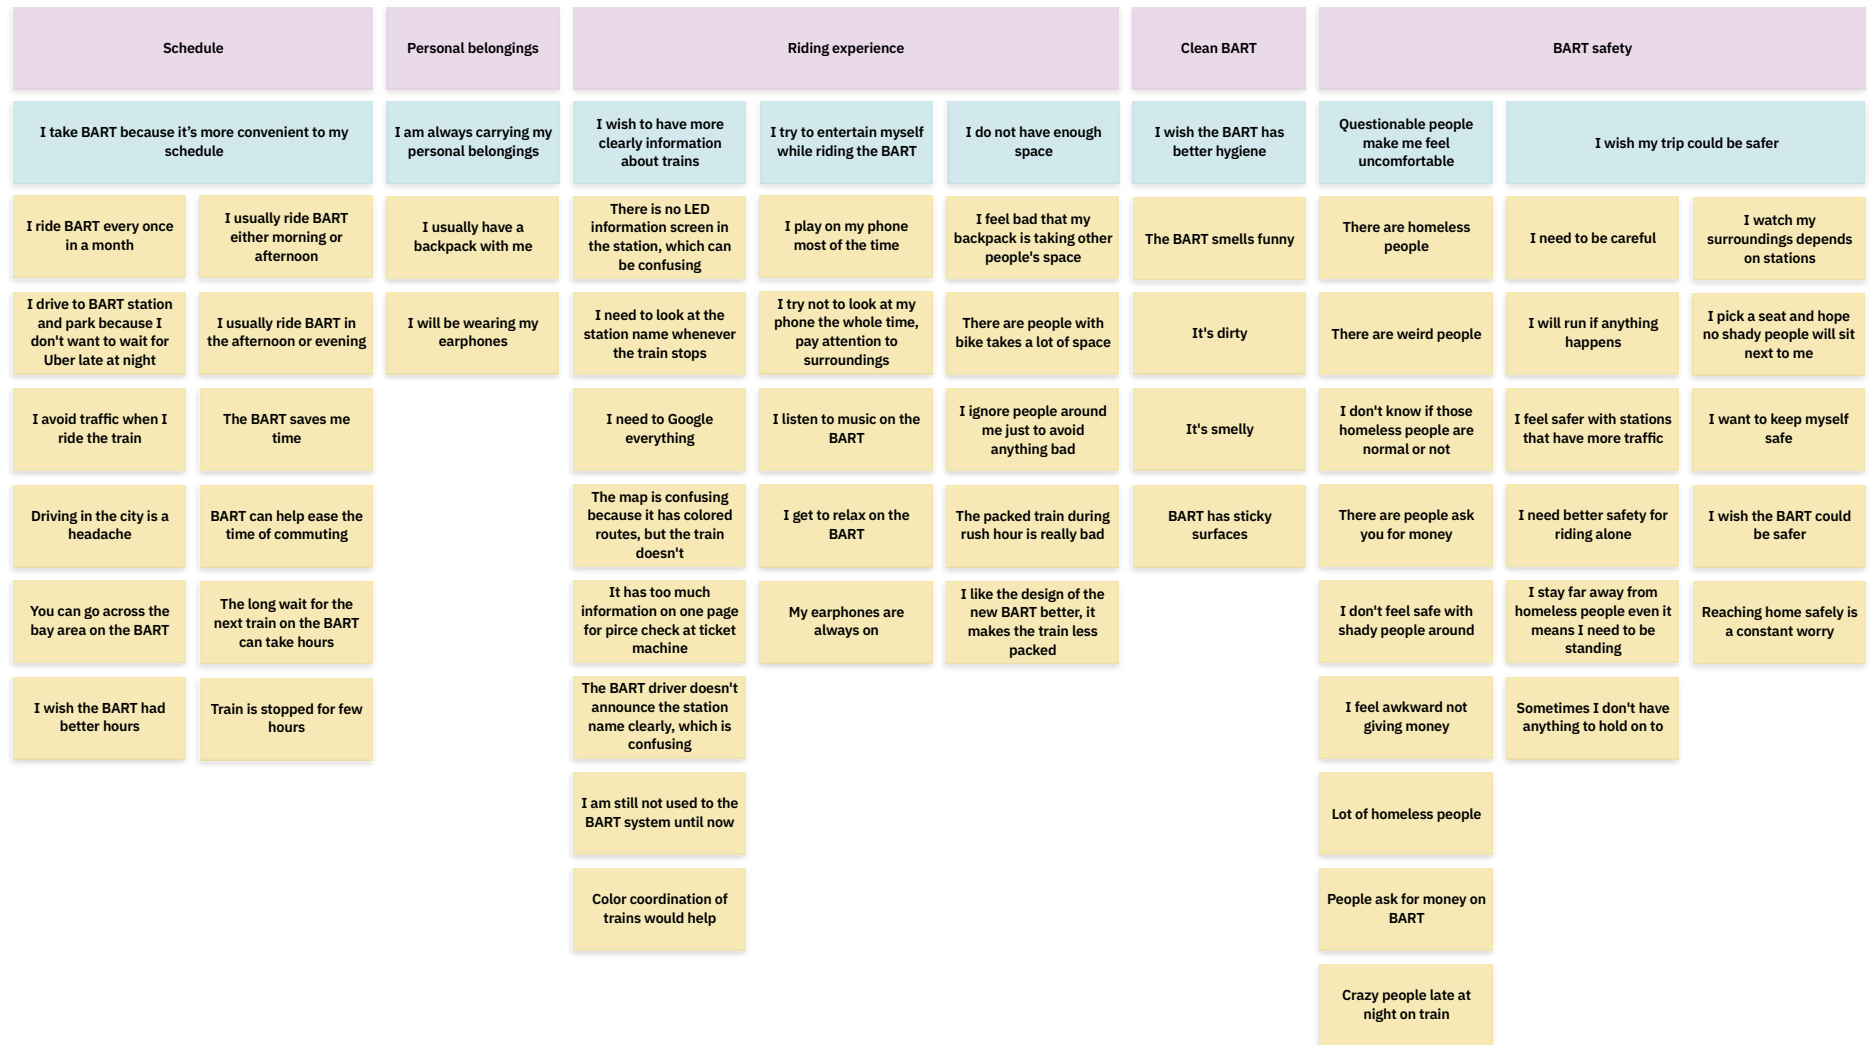 Schedule
Personal belongings
Riding experience
Clean BART
BART safety
I take BART because it’s more convenient to my
schedule
I am always carrying my
personal belongings
I wish to have more
clearly information
about trains
I try to entertain myself
while riding the BART
I do not have enough
space
I wish the BART has
better hygiene
Questionable people
make me feel
uncomfortable
I wish my trip could be safer
I ride BART every once
in a month
I drive to BART station
and park because I
don't want to wait for
Uber late at night
I avoid traffic when I
ride the train
Driving in the city is a
headache
You can go across the
bay area on the BART
I wish the BART had
better hours
I usually ride BART
either morning or
afternoon
I usually ride BART in
the afternoon or evening
The BART saves me
time
BART can help ease the
time of commuting
The long wait for the
next train on the BART
can take hours
Train is stopped for few
hours
I usually have a
backpack with me
I will be wearing my
earphones
There is no LED
information screen in
the station, which can
be confusing
I need to look at the
station name whenever
the train stops
I need to Google
everything
The map is confusing
because it has colored
routes, but the train
doesn't
It has too much
information on one page
for pirce check at ticket
machine
The BART driver doesn't
announce the station
name clearly, which is
confusing
I am still not used to the
BART system until now
Color coordination of
trains would help
I play on my phone
most of the time
I try not to look at my
phone the whole time,
pay attention to
surroundings
I listen to music on the
BART
I get to relax on the
BART
My earphones are
always on
I feel bad that my
backpack is taking other
people's space
There are people with
bike takes a lot of space
I ignore people around
me just to avoid
anything bad
The packed train during
rush hour is really bad
I like the design of the
new BART better, it
makes the train less
packed
The BART smells funny
It's dirty
It's smelly
BART has sticky
surfaces
There are homeless
people
There are weird people
I don't know if those
homeless people are
normal or not
There are people ask
you for money
I don't feel safe with
shady people around
I feel awkward not
giving money
Lot of homeless people
People ask for money on
BART
Crazy people late at
night on train
I need to be careful
I will run if anything
happens
I feel safer with stations
that have more traffic
I need better safety for
riding alone
I stay far away from
homeless people even it
means I need to be
standing
Sometimes I don't have
anything to hold on to
I watch my
surroundings depends
on stations
I pick a seat and hope
no shady people will sit
next to me
I want to keep myself
safe
I wish the BART could
be safer
Reaching home safely is
a constant worry